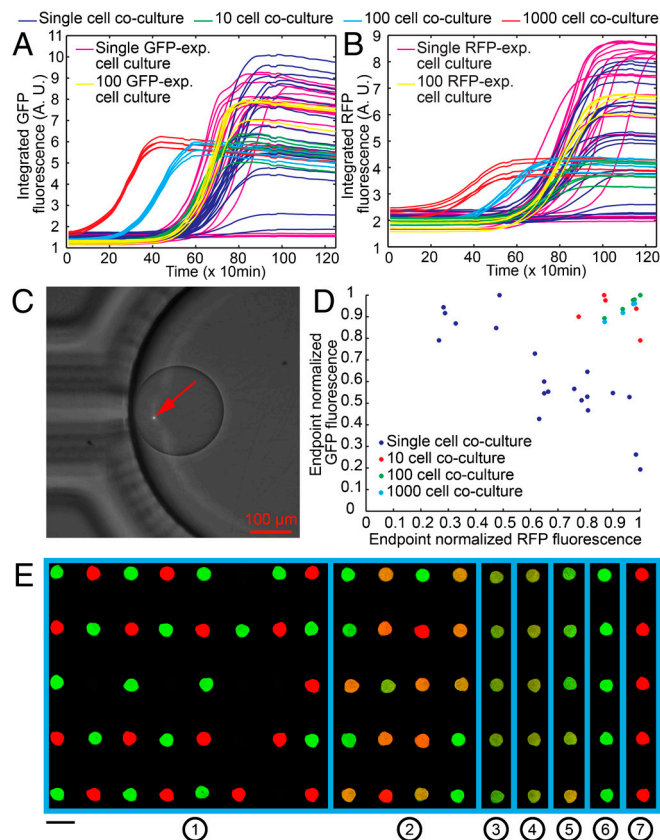 Single cell co-culture 10 cell co-culture 100 cell co-culture 1000 cell co-culture
A
Integrated GFP
fluorescence (A. U.)
11
10
9
8
7
6
5
4
3
2
1
Single GFP-exp.
cell culture
100 GFP-exp.
cell culture
0 20 40 60 80 100 120
Time (x 10min)
B
Integrated RFP
fluorescence (A. U.)
9
8
7
6
5
4
3
2
1
Single RFP-exp.
cell culture
100 RFP-exp.
cell culture
0 20 40 60 80 100 120
Time (x 10min)
C
100 µm
D
Endpoint normalized
GFP fluorescence
1
0.9
0.8
0.7
0.6
0.5
0.4
0.3
0.2
0.1
0
Single cell co-culture
10 cell co-culture
100 cell co-culture
1000 cell co-culture
0 0.1 0.2 0.3 0.4 0.5 0.6 0.7 0.8 0.9 1
Endpoint normalized RFP fluorescence
E
1 2 3 4 5 6 7